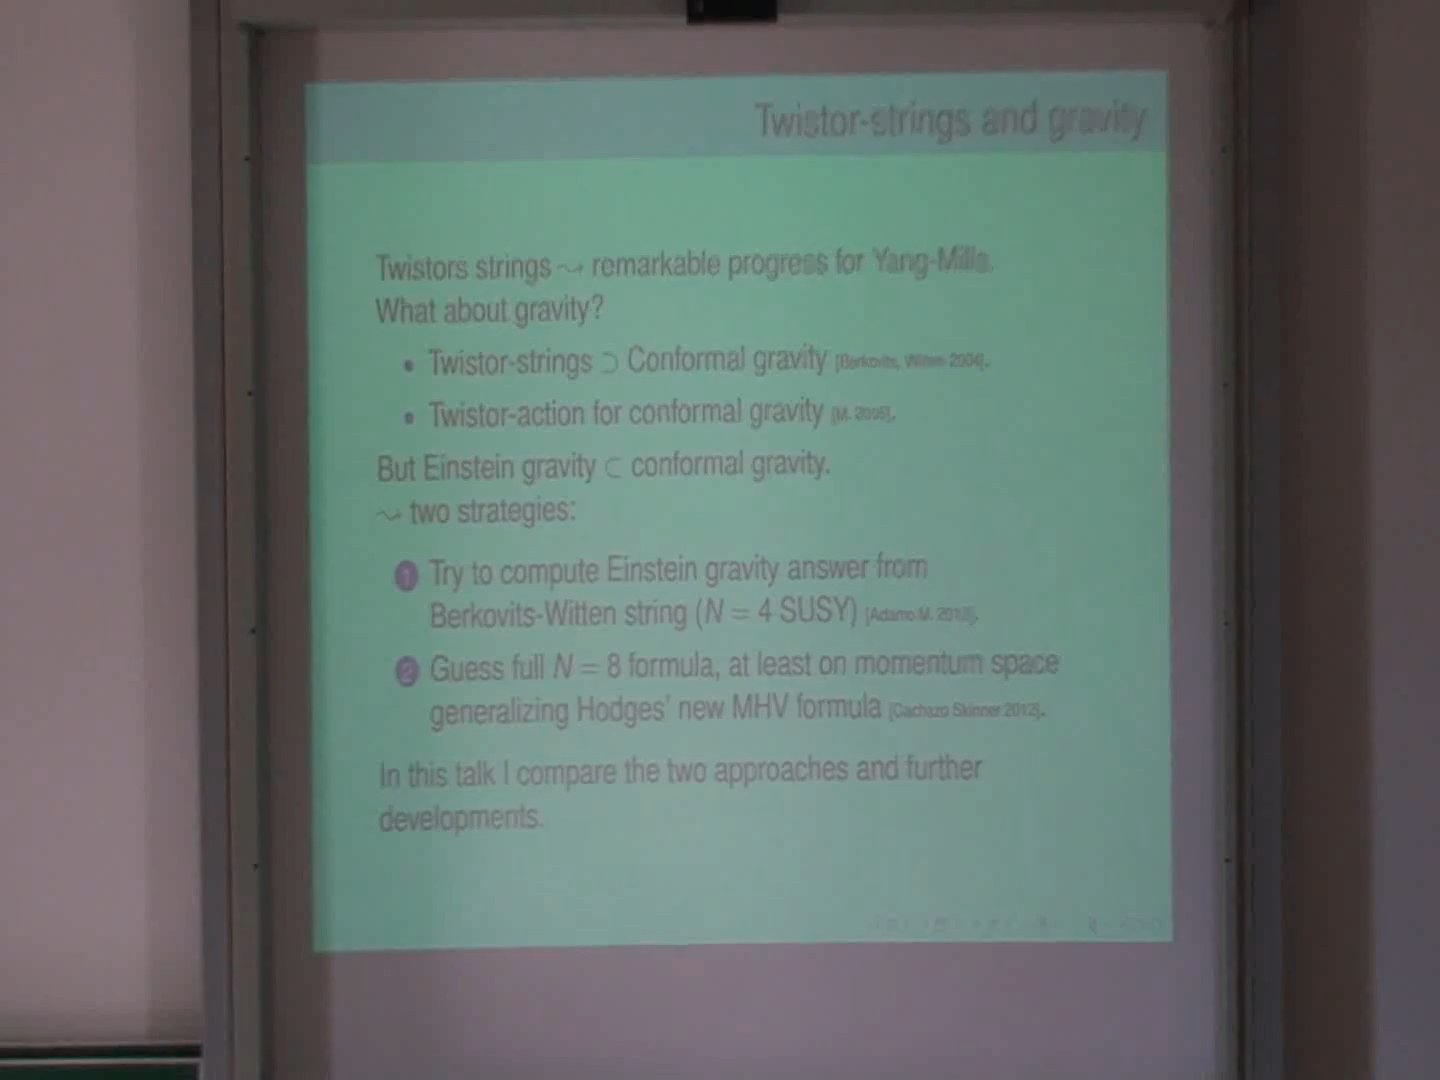 Twistor-strings and gravity
Twistors strings ⤳ remarkable progress for Yang-Mills.
What about gravity?
• Twistor-strings ⊃ Conformal gravity [Berkovits, Witten 2004].
• Twistor-action for conformal gravity [M. 2005].
But Einstein gravity ⊂ conformal gravity.
⤳ two strategies:
1 Try to compute Einstein gravity answer from
Berkovits-Witten string (N = 4 SUSY) [Adamo M.
2 Guess full N = 8 formula, at least on momentum space
generalizing Hodges' new MHV formula [Cachazo Skinner 2012].
In this talk I compare the two approaches and further
developments.